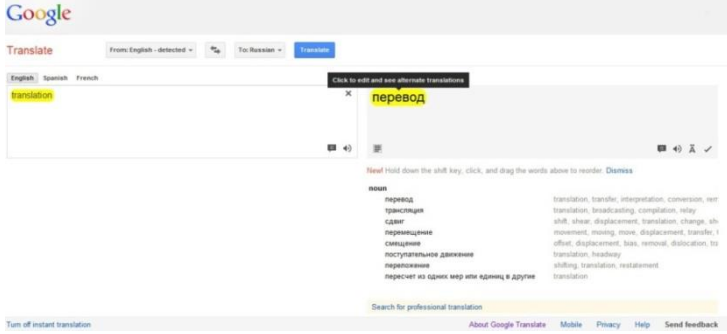 Google
Translate
From: English - detected
To: Russian
Translate
English Spanish French
Click to edit and see alternate translations
translation
перевод
New! Hold down the shift key, click, and drag the words above to reorder. Dismiss
noun
перевод translation, transfer, interpretation, conversion, rem
трансляция translation, broadcasting, compilation, relay
сдвиг shift, shear, displacement, translation, change, sh
перемещение movement, moving, move, displacement, transfer, t
смещение offset, displacement, bias, removal, dislocation, tra
поступательное движение translation, headway
переложение shifting, translation, restatement
пересчет из одних мер или единиц в другие translation
Search for professional translation
Turn off instant translation
About Google Translate Mobile Privacy Help Send feedback